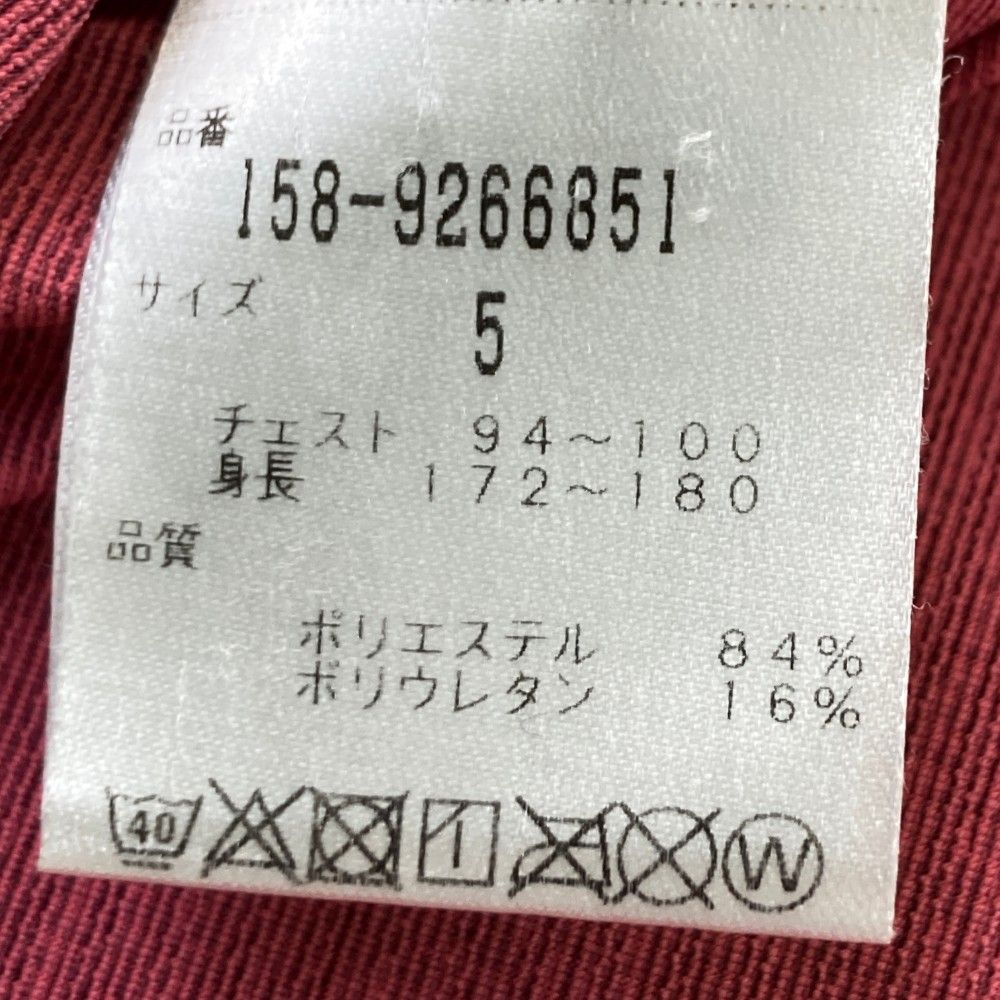 品番
158-9266851
サイズ
5
チェスト 94～100
身長 172～180
品質
ポリエステル 84%
ポリウレタン 16%
40
W